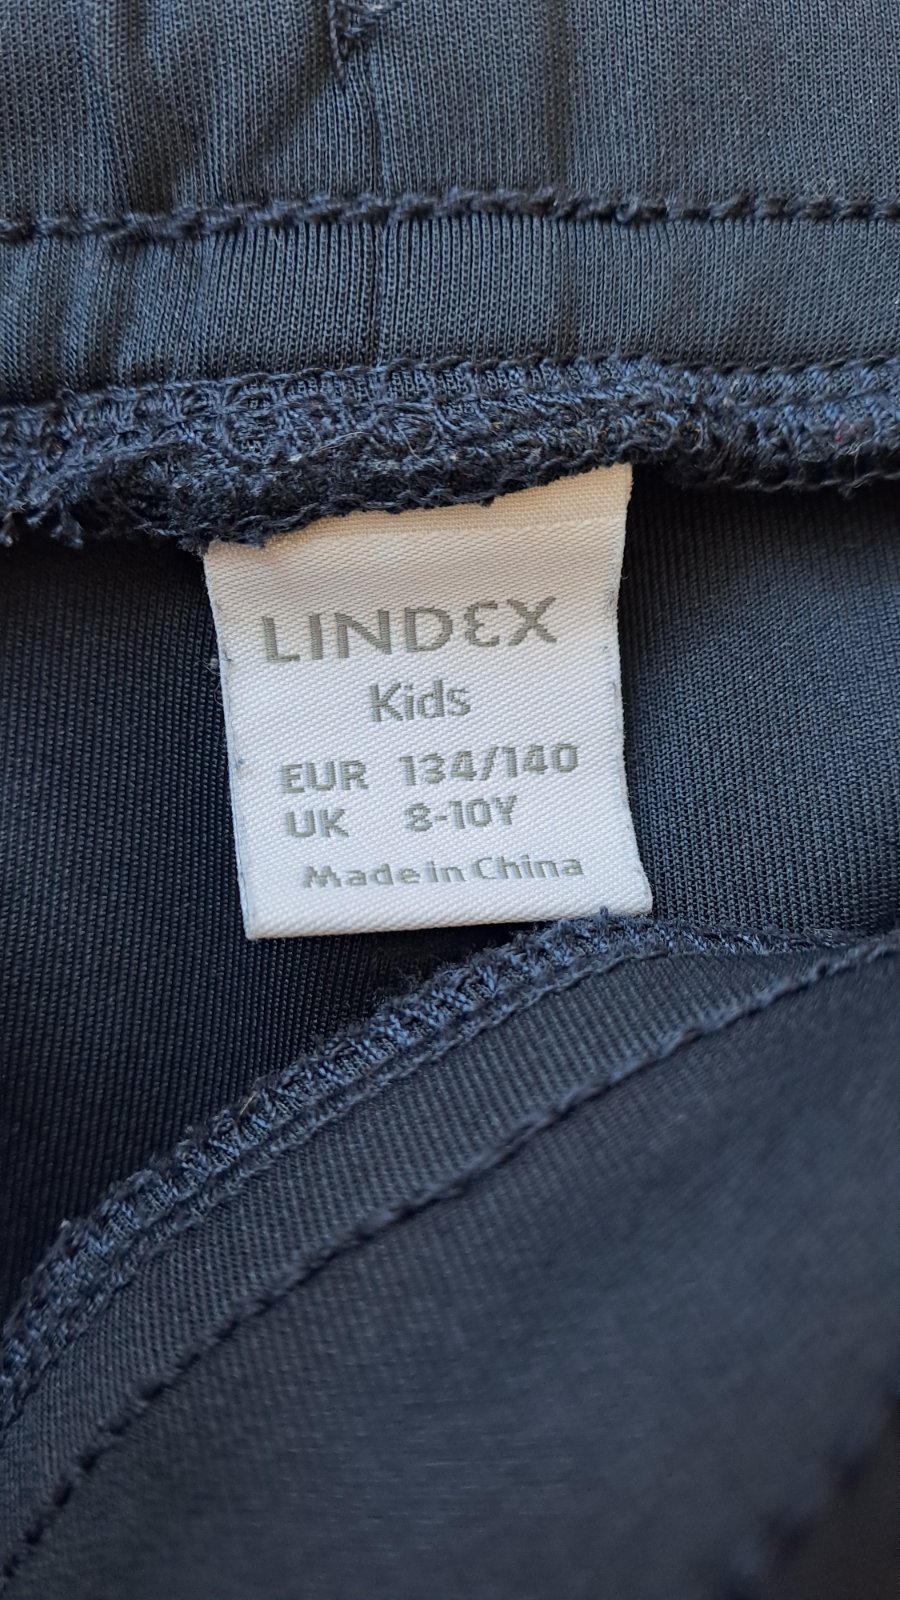 LINDEX
Kids
EUR 134/140
UK 8-10Y
Made in China